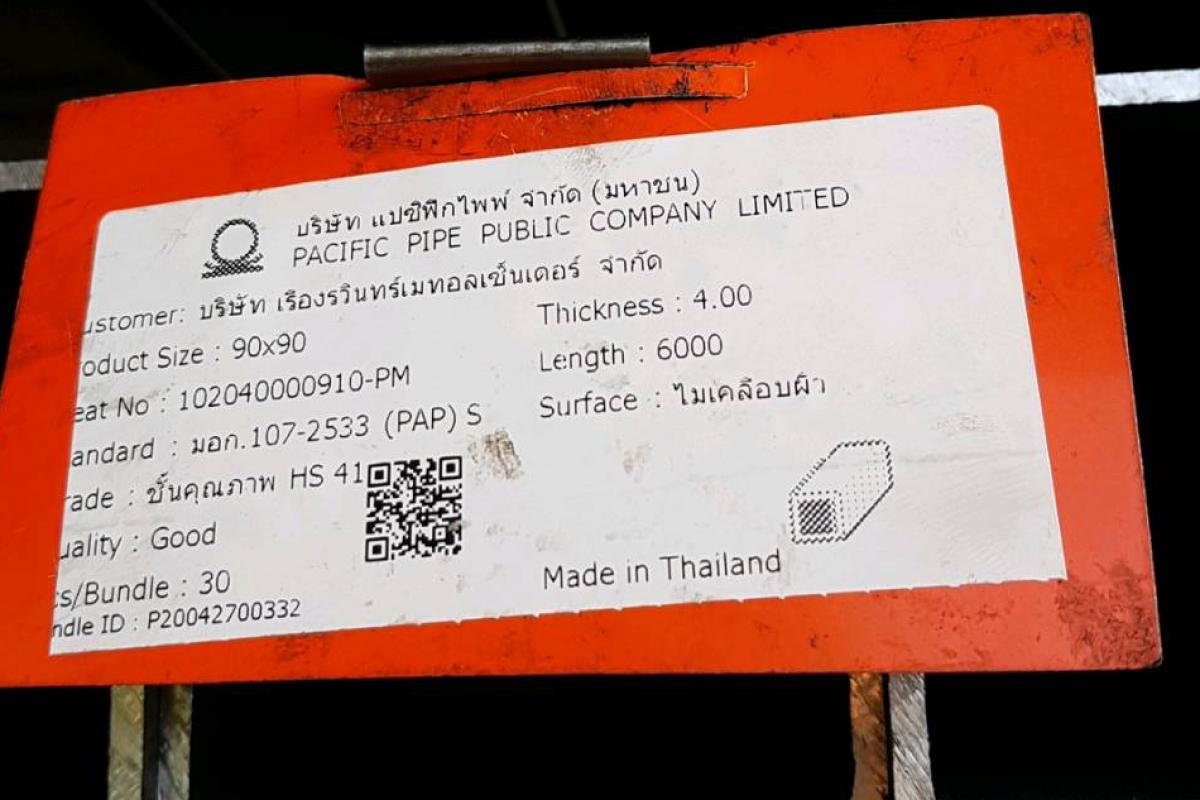 บริษัท แปซิฟิกไพพ์ จำกัด (มหาชน)
PACIFIC PIPE PUBLIC COMPANY LIMITED
ustomer: บริษัท เรืองรวินทร์เมทอลเซ็นเตอร์ จำกัด
oduct Size : 90x90
Thickness : 4.00
eat No : 102040000910-PM
Length : 6000
andard : มอก.107-2533 (PAP) S
Surface : ไม่เคลือบผิว
rade : ชั้นคุณภาพ HS 41
uality : Good
cs/Bundle : 30
Made in Thailand
ndle ID : P20042700332